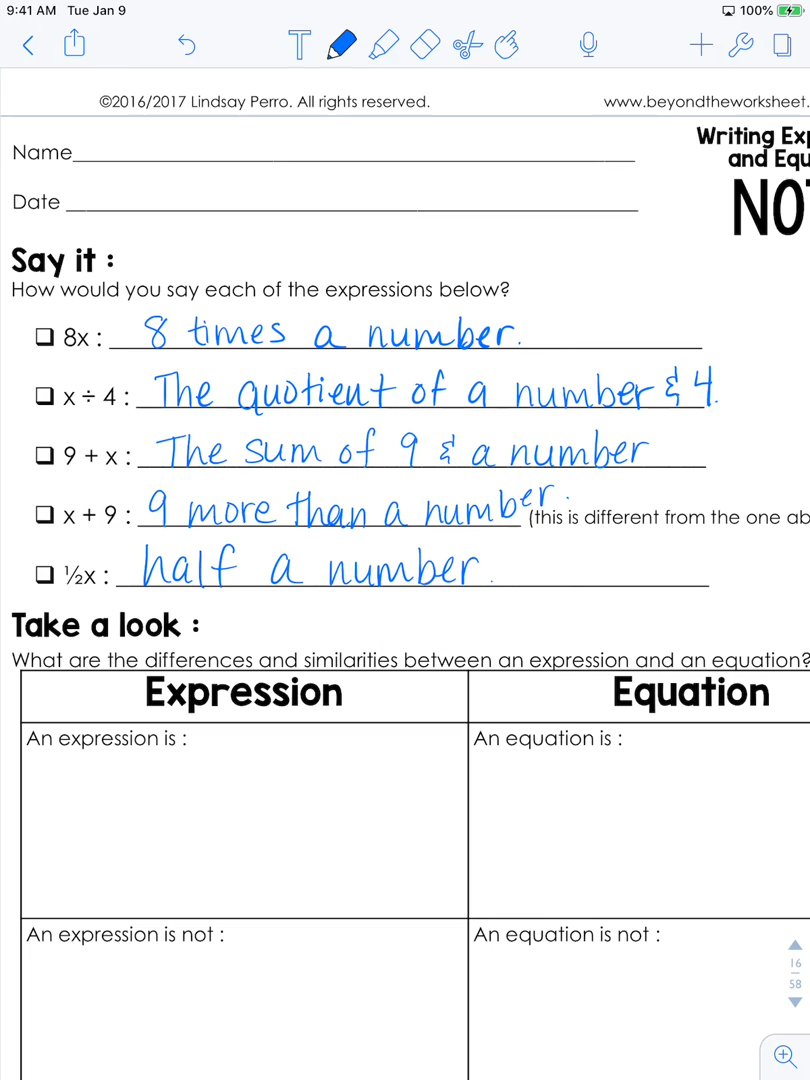 9:41 AM Tue Jan 9 100%
T
©2016/2017 Lindsay Perro. All rights reserved. www.beyondtheworksheet.
Name
Writing Exp
and Equ
Date
NOT
Say it :
How would you say each of the expressions below?
8x : 8 times a number.
x ÷ 4 : The quotient of a number & 4.
9 + x : The sum of 9 & a number
x + 9 : 9 more than a number. (this is different from the one ab
½x : half a number.
Take a look :
What are the differences and similarities between an expression and an equation?
Expression Equation
An expression is : An equation is :
An expression is not : An equation is not :
16
58